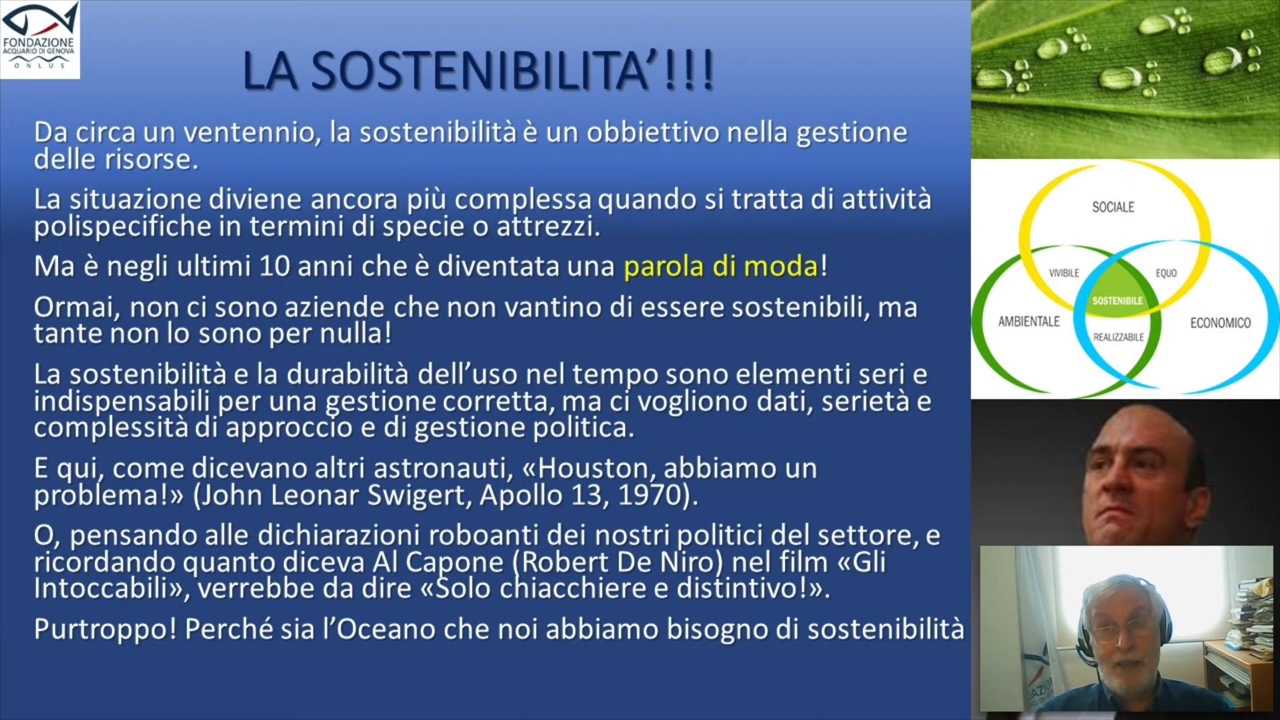 FONDAZIONE
ACQUARIO DI GENOVA
ONLUS
LA SOSTENIBILITA’!!!
Da circa un ventennio, la sostenibilità è un obbiettivo nella gestione
delle risorse.
La situazione diviene ancora più complessa quando si tratta di attività
polispecifiche in termini di specie o attrezzi.
Ma è negli ultimi 10 anni che è diventata una parola di moda!
Ormai, non ci sono aziende che non vantino di essere sostenibili, ma
tante non lo sono per nulla!
La sostenibilità e la durabilità dell’uso nel tempo sono elementi seri e
indispensabili per una gestione corretta, ma ci vogliono dati, serietà e
complessità di approccio e di gestione politica.
E qui, come dicevano altri astronauti, «Houston, abbiamo un
problema!» (John Leonar Swigert, Apollo 13, 1970).
O, pensando alle dichiarazioni roboanti dei nostri politici del settore, e
ricordando quanto diceva Al Capone (Robert De Niro) nel film «Gli
Intoccabili», verrebbe da dire «Solo chiacchiere e distintivo!».
Purtroppo! Perché sia l’Oceano che noi abbiamo bisogno di sostenibilità
SOCIALE
VIVIBILE
EQUO
SOSTENIBILE
AMBIENTALE
ECONOMICO
REALIZZABILE